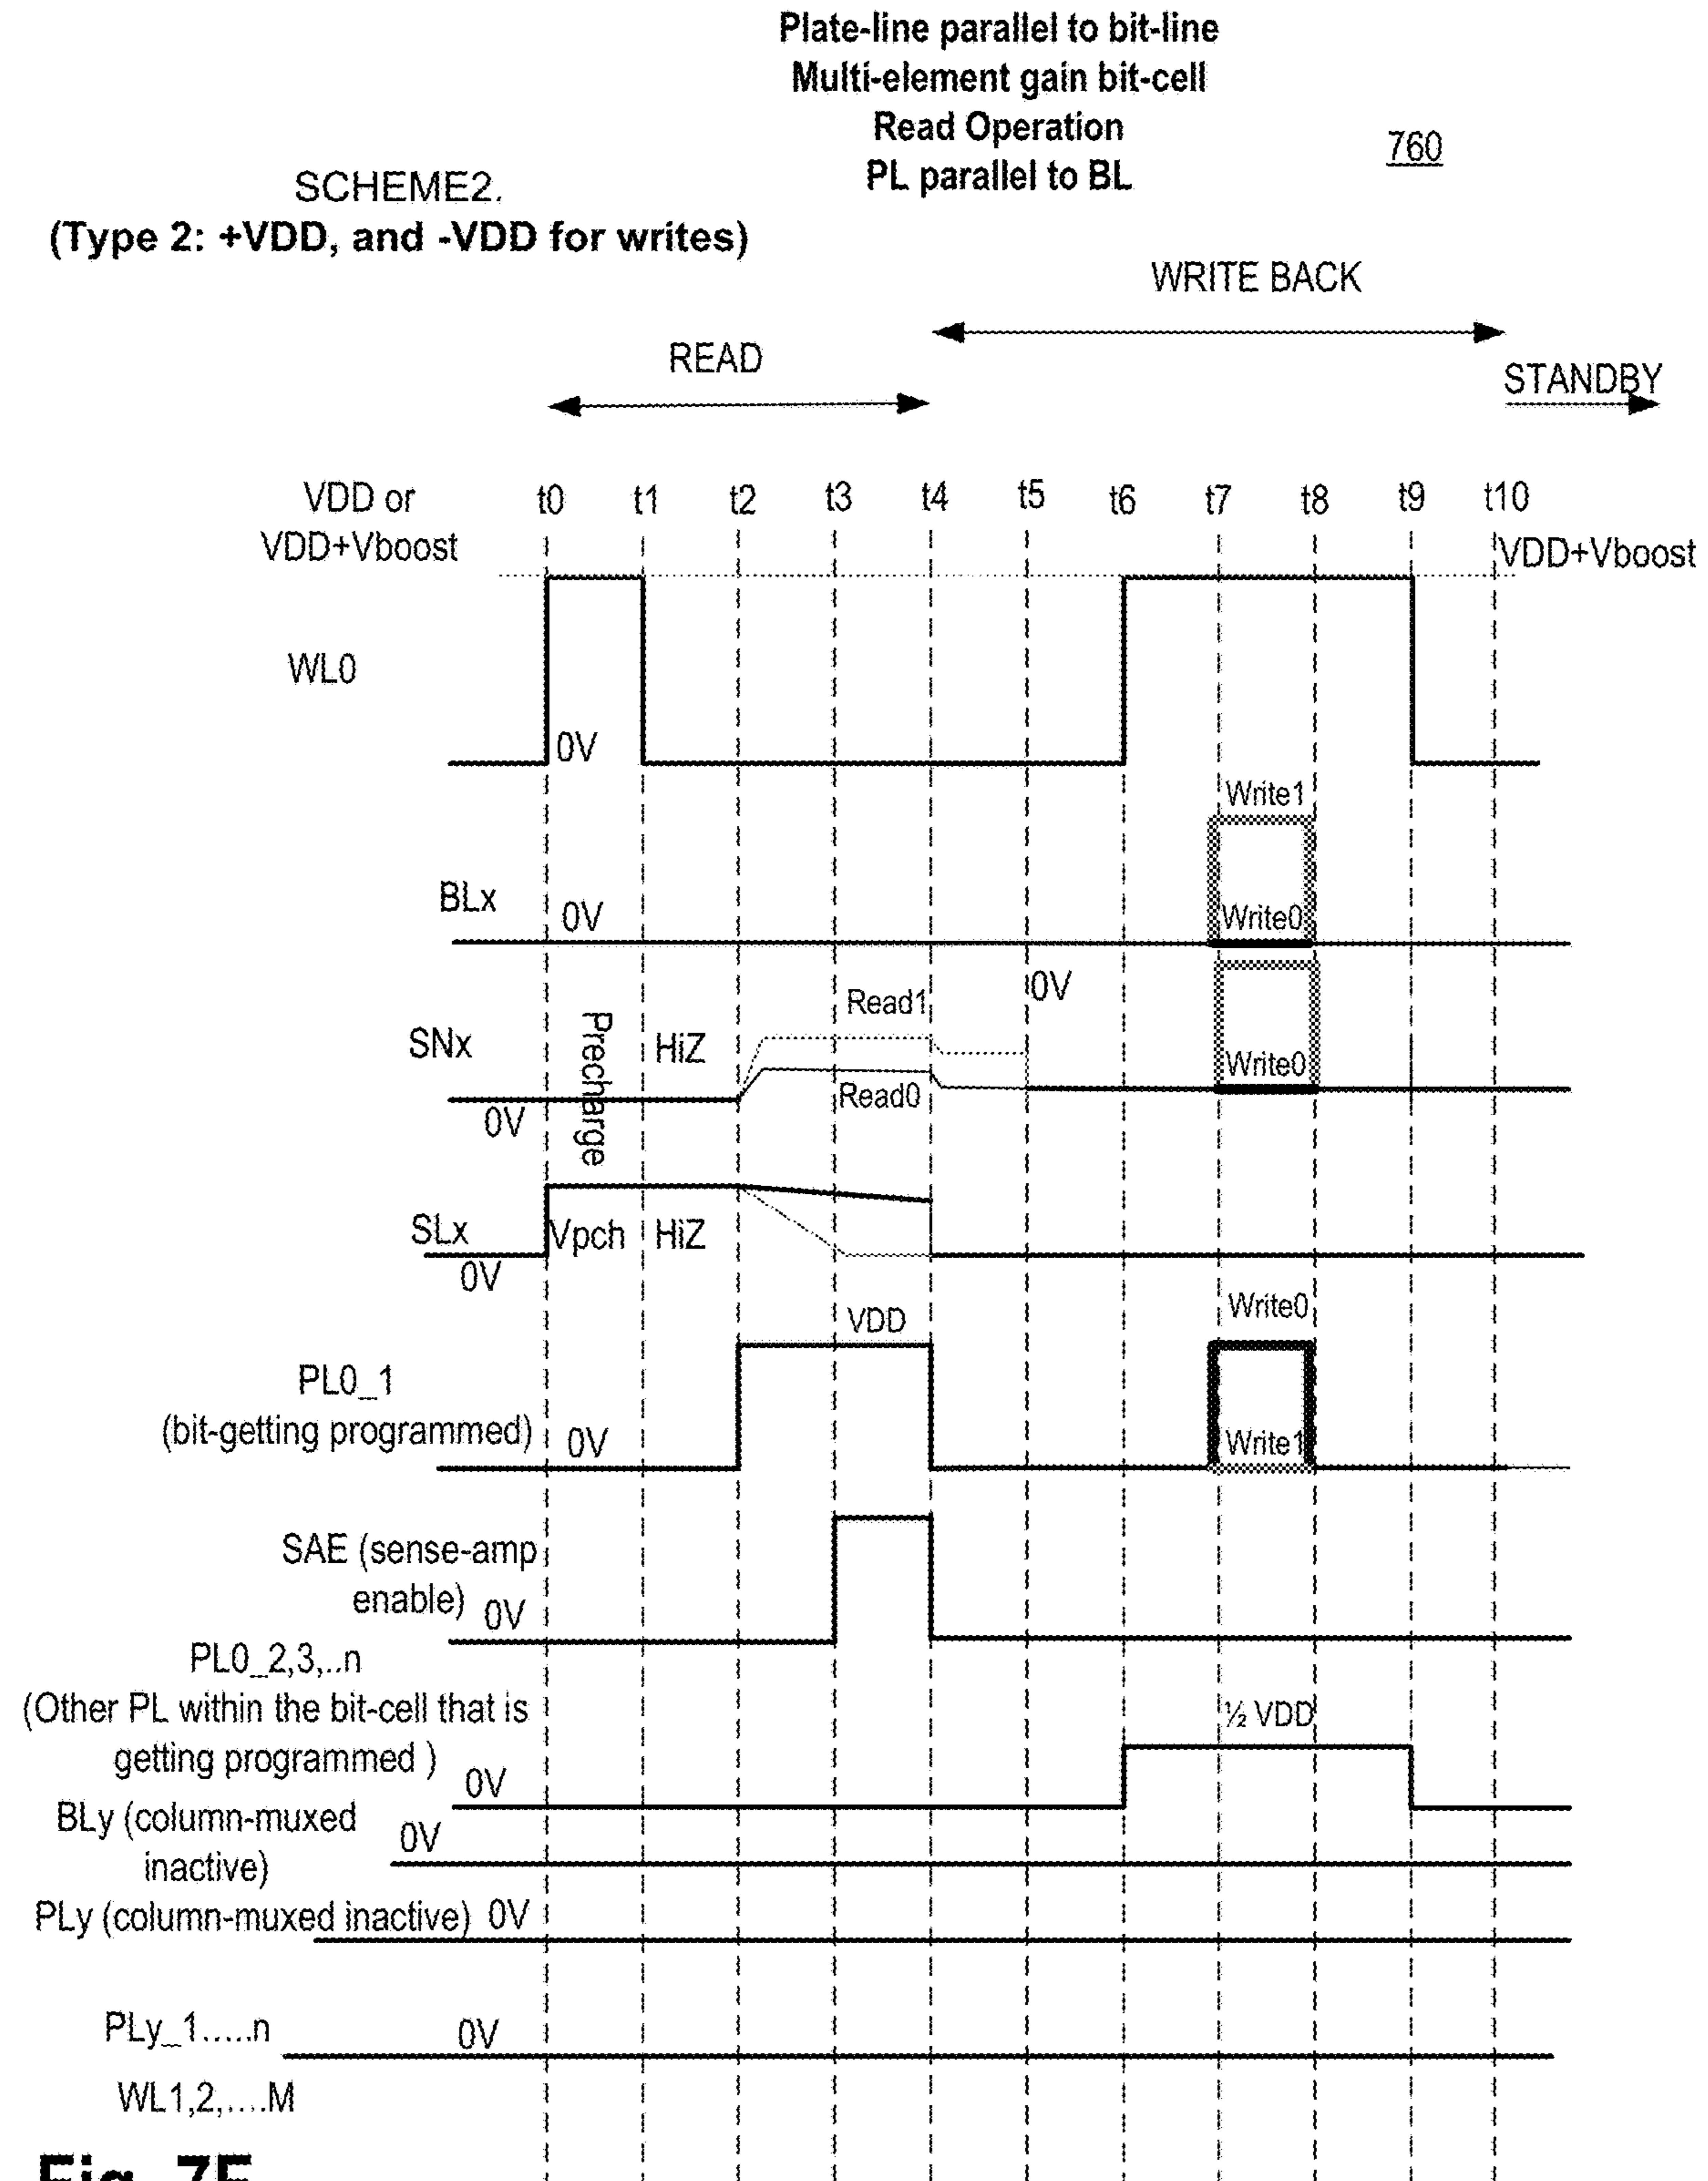 Plate-line parallel to bit-line
Multi-element gain bit-cell
Read Operation
PL parallel to BL
760
SCHEME2.
(Type 2: +VDD, and -VDD for writes)
WRITE BACK
READ
STANDBY
VDD or
VDD+Vboost
t0 t1 t2 t3 t4 t5 t6 t7 t8 t9 t10
VDD+Vboost
WL0
0V
Write1
BLx
0V
Write0
0V
Read1
SNx
Precharge
HiZ
Write0
Read0
0V
SLx
Vpch
HiZ
0V
Write0
VDD
PL0_1
(bit-getting programmed)
0V
Write1
SAE (sense-amp
enable)
0V
PL0_2,3,..n
(Other PL within the bit-cell that is
getting programmed )
½ VDD
0V
BLy (column-muxed
inactive)
0V
PLy (column-muxed inactive) 0V
PLy_1.....n
0V
WL1,2,....M